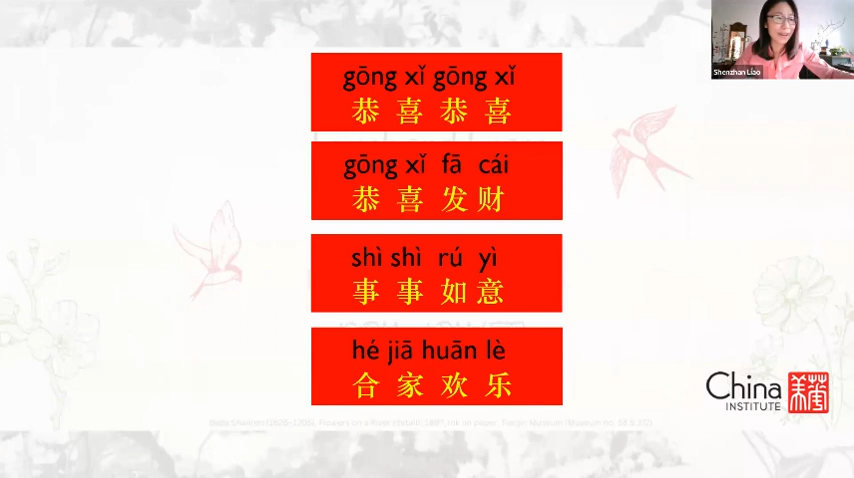 gōng xǐ gōng xǐ
恭喜恭喜
gōng xǐ fā cái
恭喜发财
shì shì rú yì
事事如意
hé jiā huān lè
合家欢乐
Shenzhan Liao
China
INSTITUTE